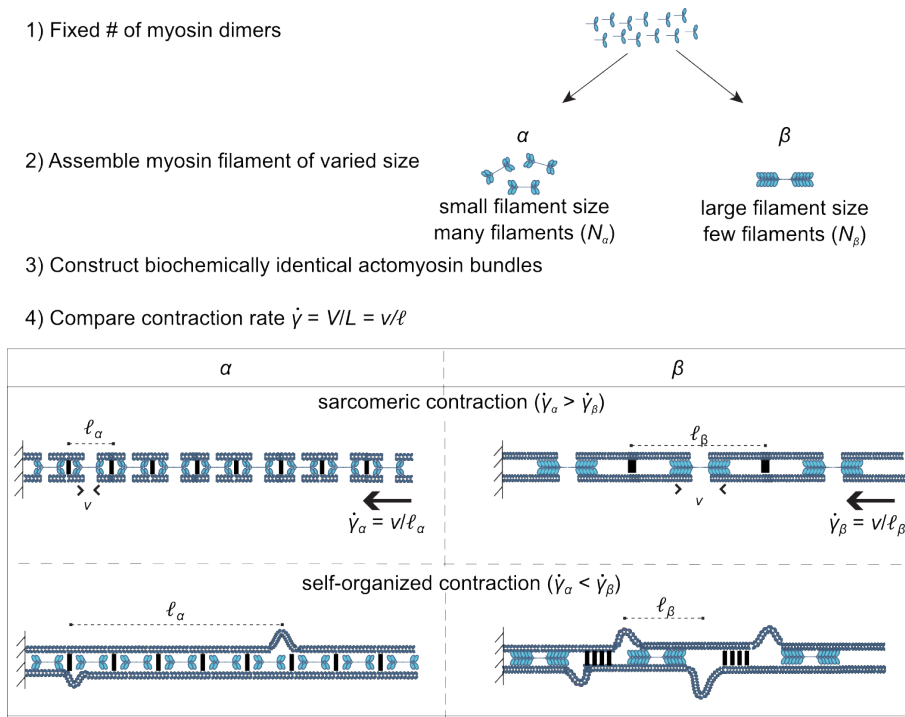 1) Fixed # of myosin dimers
α
β
2) Assemble myosin filament of varied size
small filament size
many filaments (Nα)
large filament size
few filaments (Nβ)
3) Construct biochemically identical actomyosin bundles
4) Compare contraction rate γ̇ = V/L = v/ℓ
α
β
sarcomeric contraction (γ̇α > γ̇β)
ℓα
ℓβ
v
v
γ̇α = v/ℓα
γ̇β = v/ℓβ
self-organized contraction (γ̇α < γ̇β)
ℓα
ℓβ